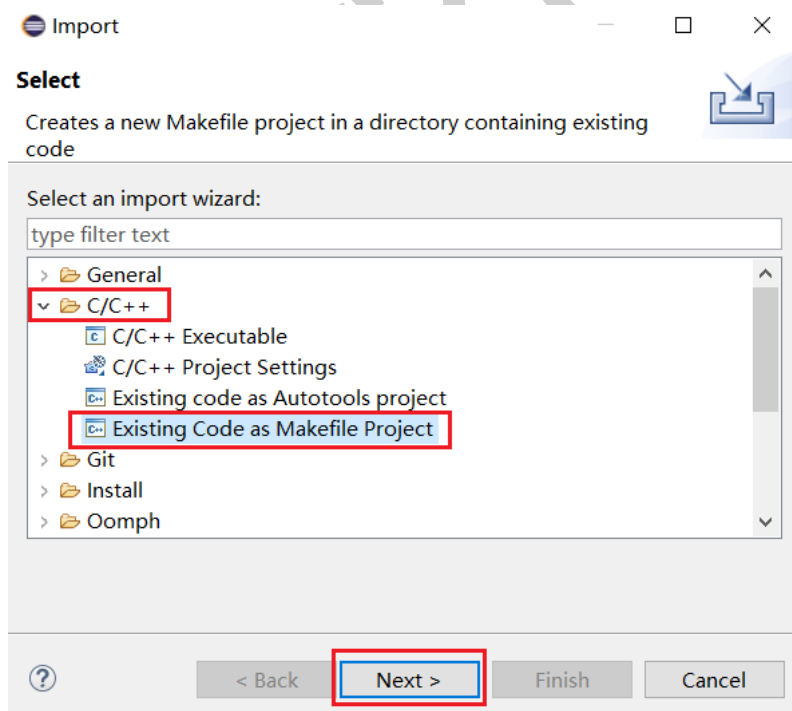 Import
Select
Creates a new Makefile project in a directory containing existing
code
Select an import wizard:
type filter text
General
C/C++
C/C++ Executable
C/C++ Project Settings
Existing code as Autotools project
Existing Code as Makefile Project
Git
Install
Oomph
< Back Next > Finish Cancel